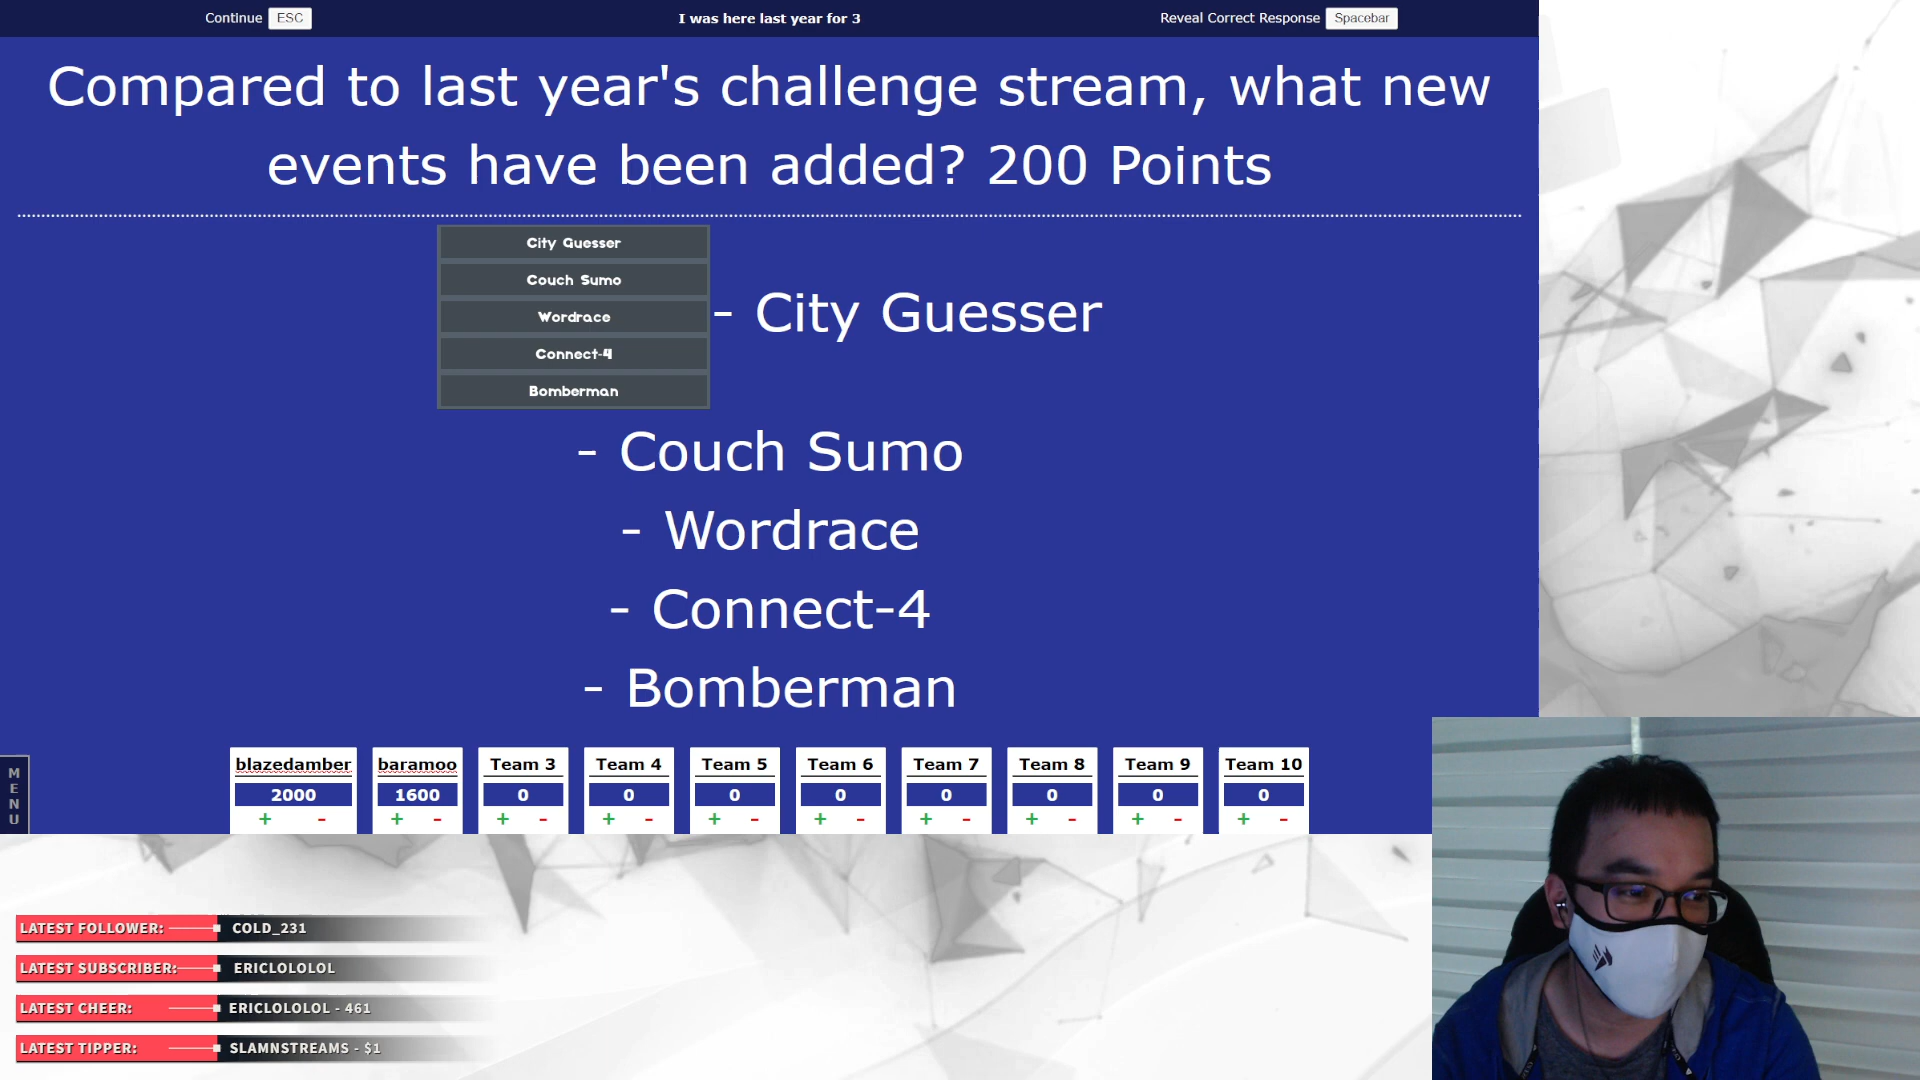 Continue ESC
I was here last year for 3
Reveal Correct Response Spacebar
Compared to last year's challenge stream, what new
events have been added? 200 Points
City Guesser
Couch Sumo
Wordrace
Connect-4
Bomberman
- City Guesser
- Couch Sumo
- Wordrace
- Connect-4
- Bomberman
MENU
blazedamber baramoo Team 3 Team 4 Team 5 Team 6 Team 7 Team 8 Team 9 Team 10
2000 1600 0 0 0 0 0 0 0 0
+ - + - + - + - + - + - + - + - + - + -
LATEST FOLLOWER: COLD_231
LATEST SUBSCRIBER: ERICLOLOLOL
LATEST CHEER: ERICLOLOLOL - 461
LATEST TIPPER: SLAMNSTREAMS - $1